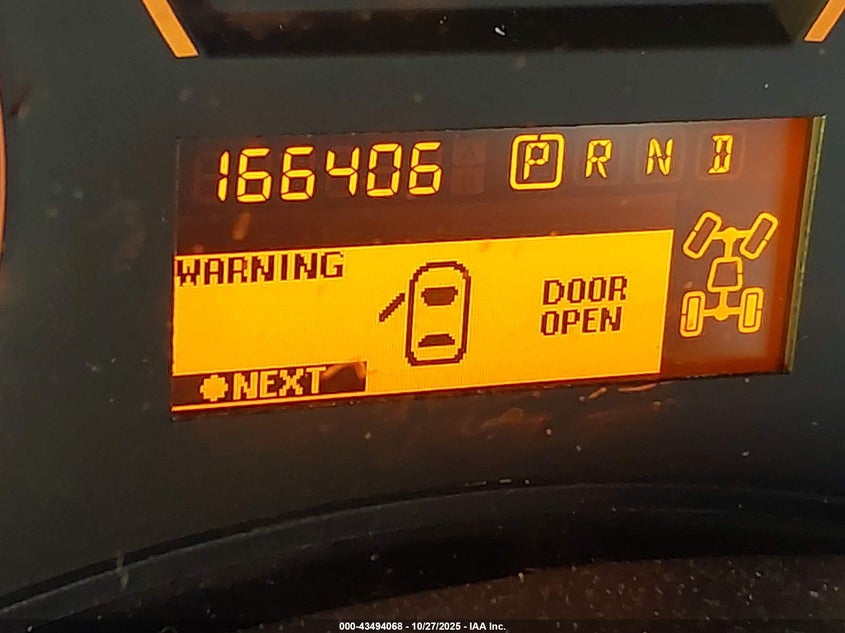 166406 P R N D
WARNING
DOOR
OPEN
NEXT
000-43494068 - 10/27/2025 - IAA Inc.